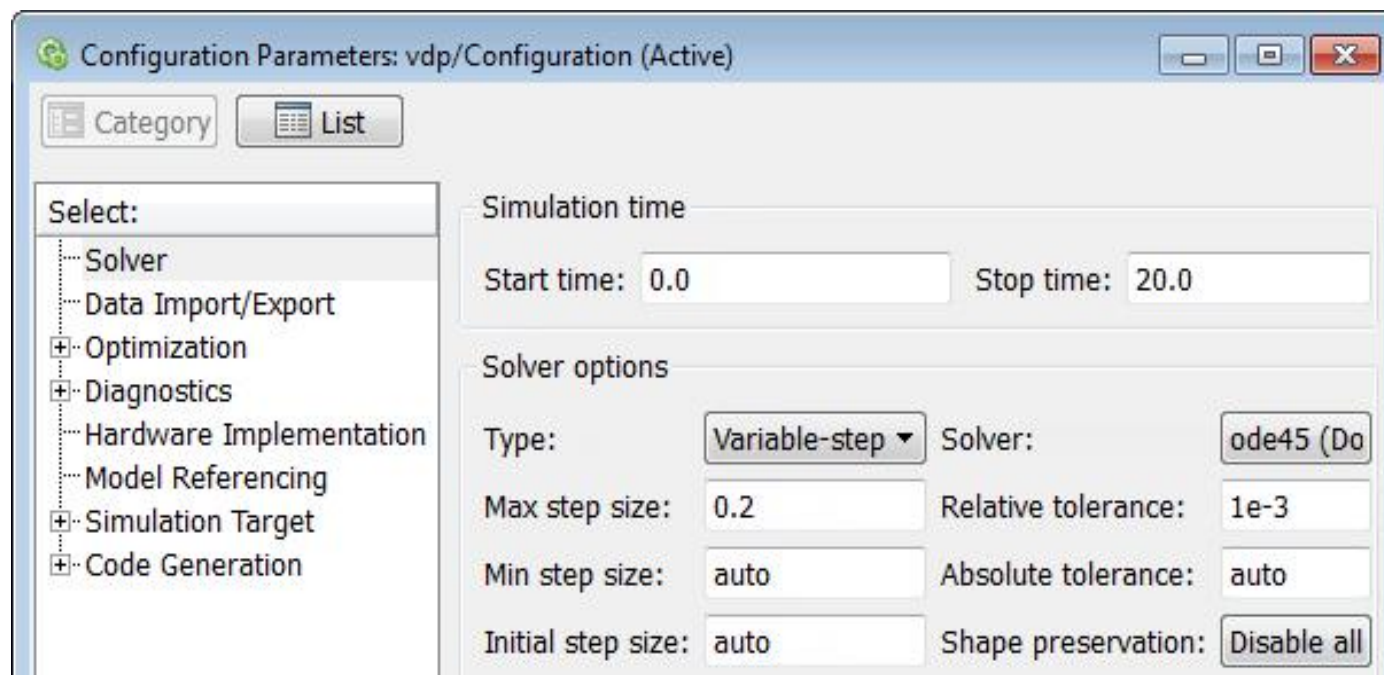 Configuration Parameters: vdp/Configuration (Active)
Category List
Select:
Solver
Data Import/Export
Optimization
Diagnostics
Hardware Implementation
Model Referencing
Simulation Target
Code Generation
Simulation time
Start time: 0.0 Stop time: 20.0
Solver options
Type: Variable-step Solver: ode45 (Do
Max step size: 0.2 Relative tolerance: 1e-3
Min step size: auto Absolute tolerance: auto
Initial step size: auto Shape preservation: Disable all